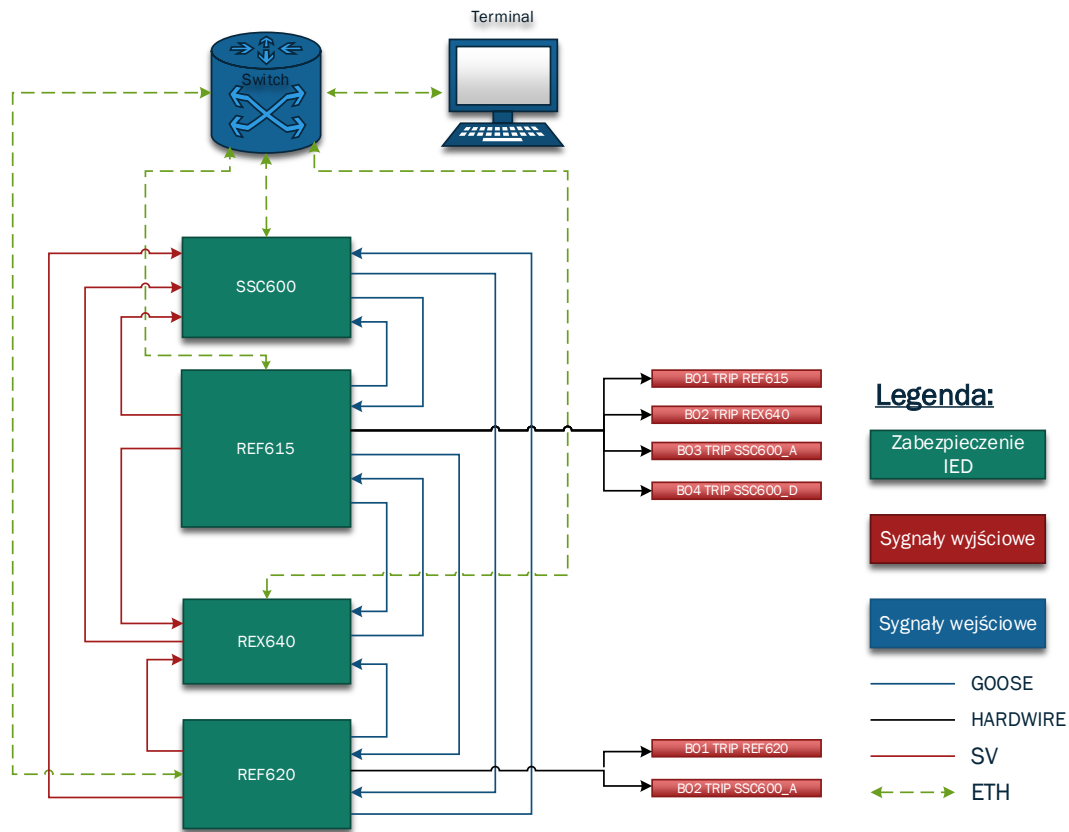 Terminal
Switch
SSC600
REF615
REX640
REF620
BO1 TRIP REF615
BO2 TRIP REX640
BO3 TRIP SSC600_A
BO4 TRIP SSC600_D
BO1 TRIP REF620
BO2 TRIP SSC600_A
Legenda:
Zabezpieczenie
IED
Sygnały wyjściowe
Sygnały wejściowe
GOOSE
HARDWIRE
SV
ETH